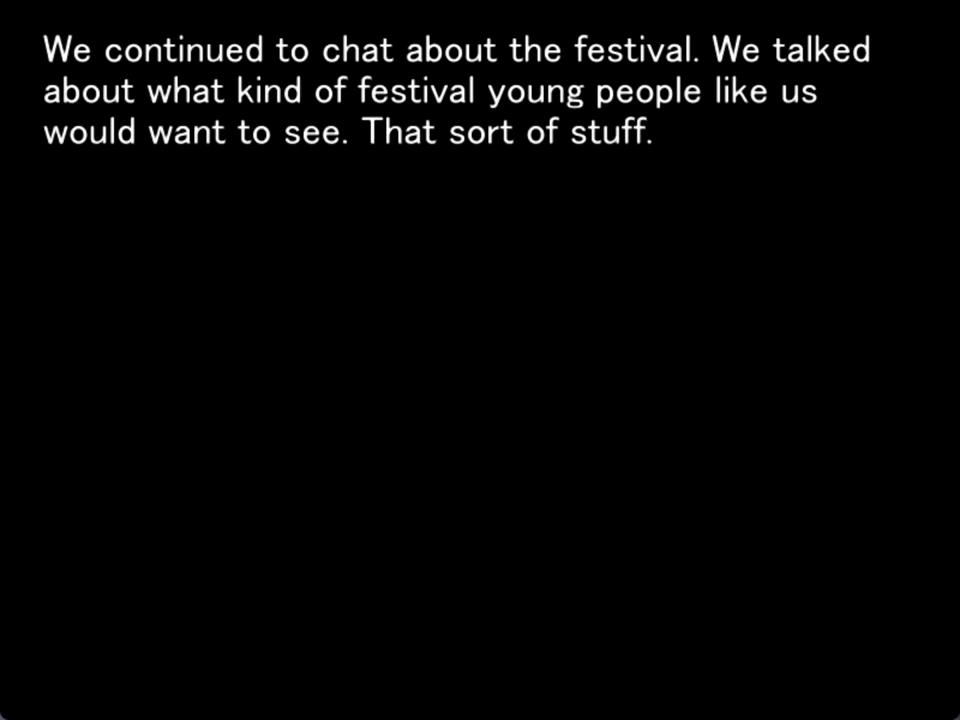 We continued to chat about the festival. We talked
about what kind of festival young people like us
would want to see. That sort of stuff.